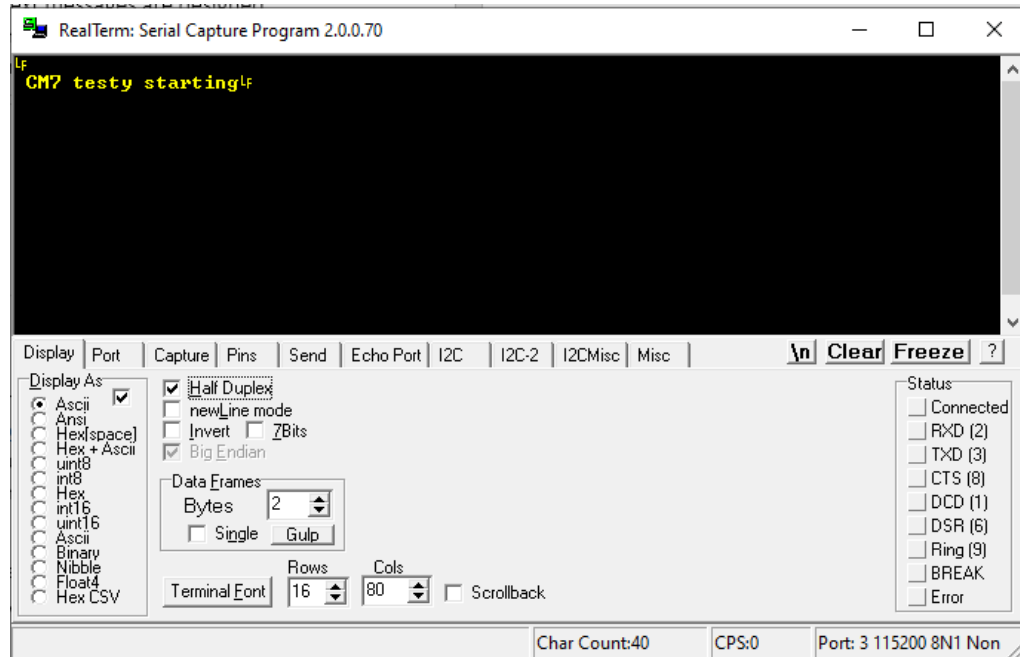 RealTerm: Serial Capture Program 2.0.0.70
LF
CM7 testy startingLF
Display Port Capture Pins Send Echo Port I2C I2C-2 I2CMisc Misc \n Clear Freeze ?
Display As
Ascii
Ansi
Hex[space]
Hex + Ascii
uint8
int8
Hex
int16
uint16
Ascii
Binary
Nibble
Float4
Hex CSV
Half Duplex
newLine mode
Invert 7Bits
Big Endian
Data Frames
Bytes 2
Single Gulp
Rows Cols
Terminal Font 16 80 Scrollback
Status
Connected
RXD (2)
TXD (3)
CTS (8)
DCD (1)
DSR (6)
Ring (9)
BREAK
Error
Char Count:40 CPS:0 Port: 3 115200 8N1 Non